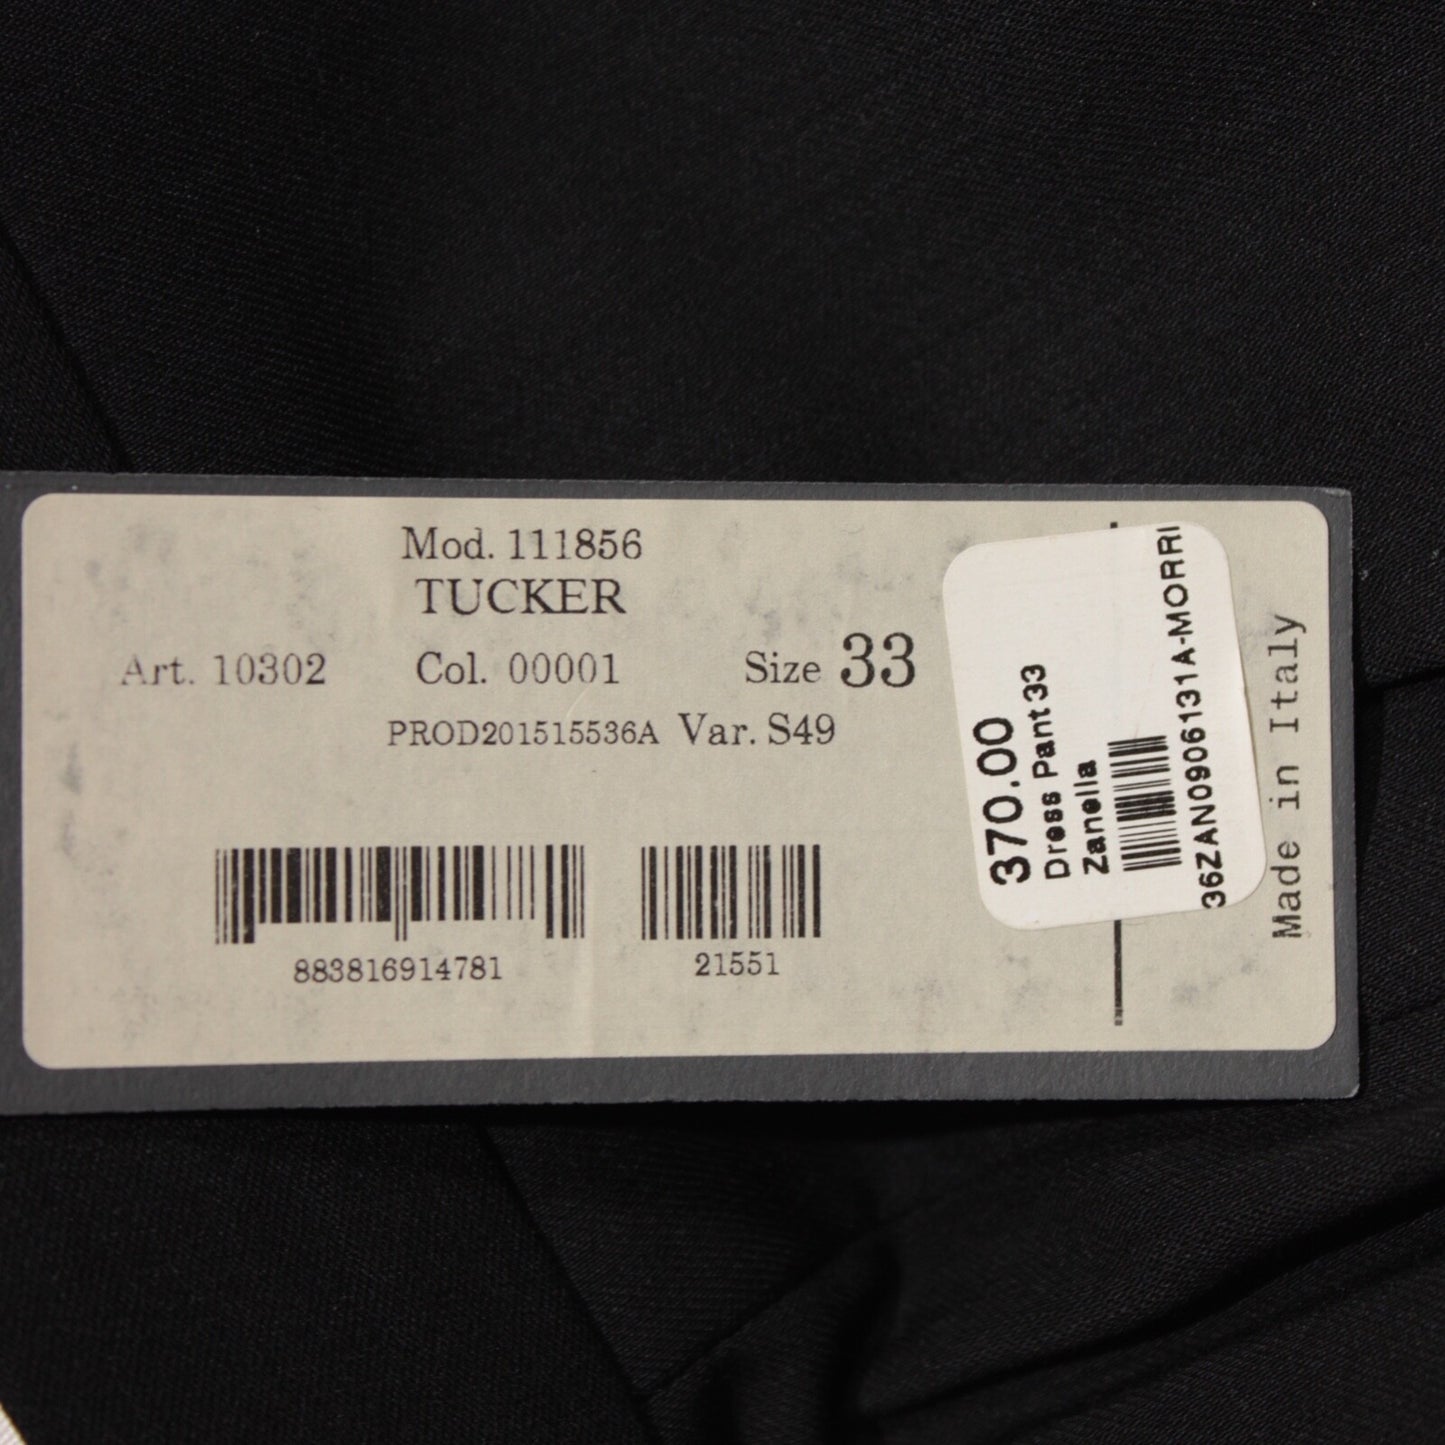 Mod. 111856
TUCKER
Art. 10302 Col. 00001 Size 33
PROD201515536A Var. S49
883816914781
21551
370.00
Dress Pant 33
Zanella
36ZAN0906131A-MORRI
Made in Italy